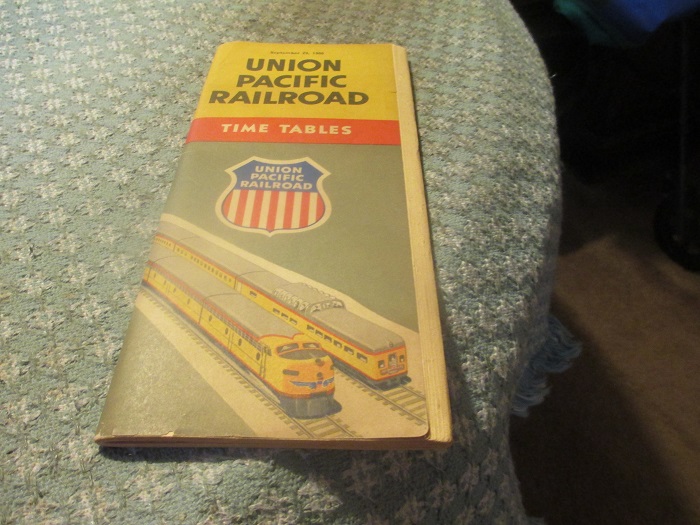 UNION
PACIFIC
RAILROAD
TIME TABLES
UNION
PACIFIC
RAILROAD